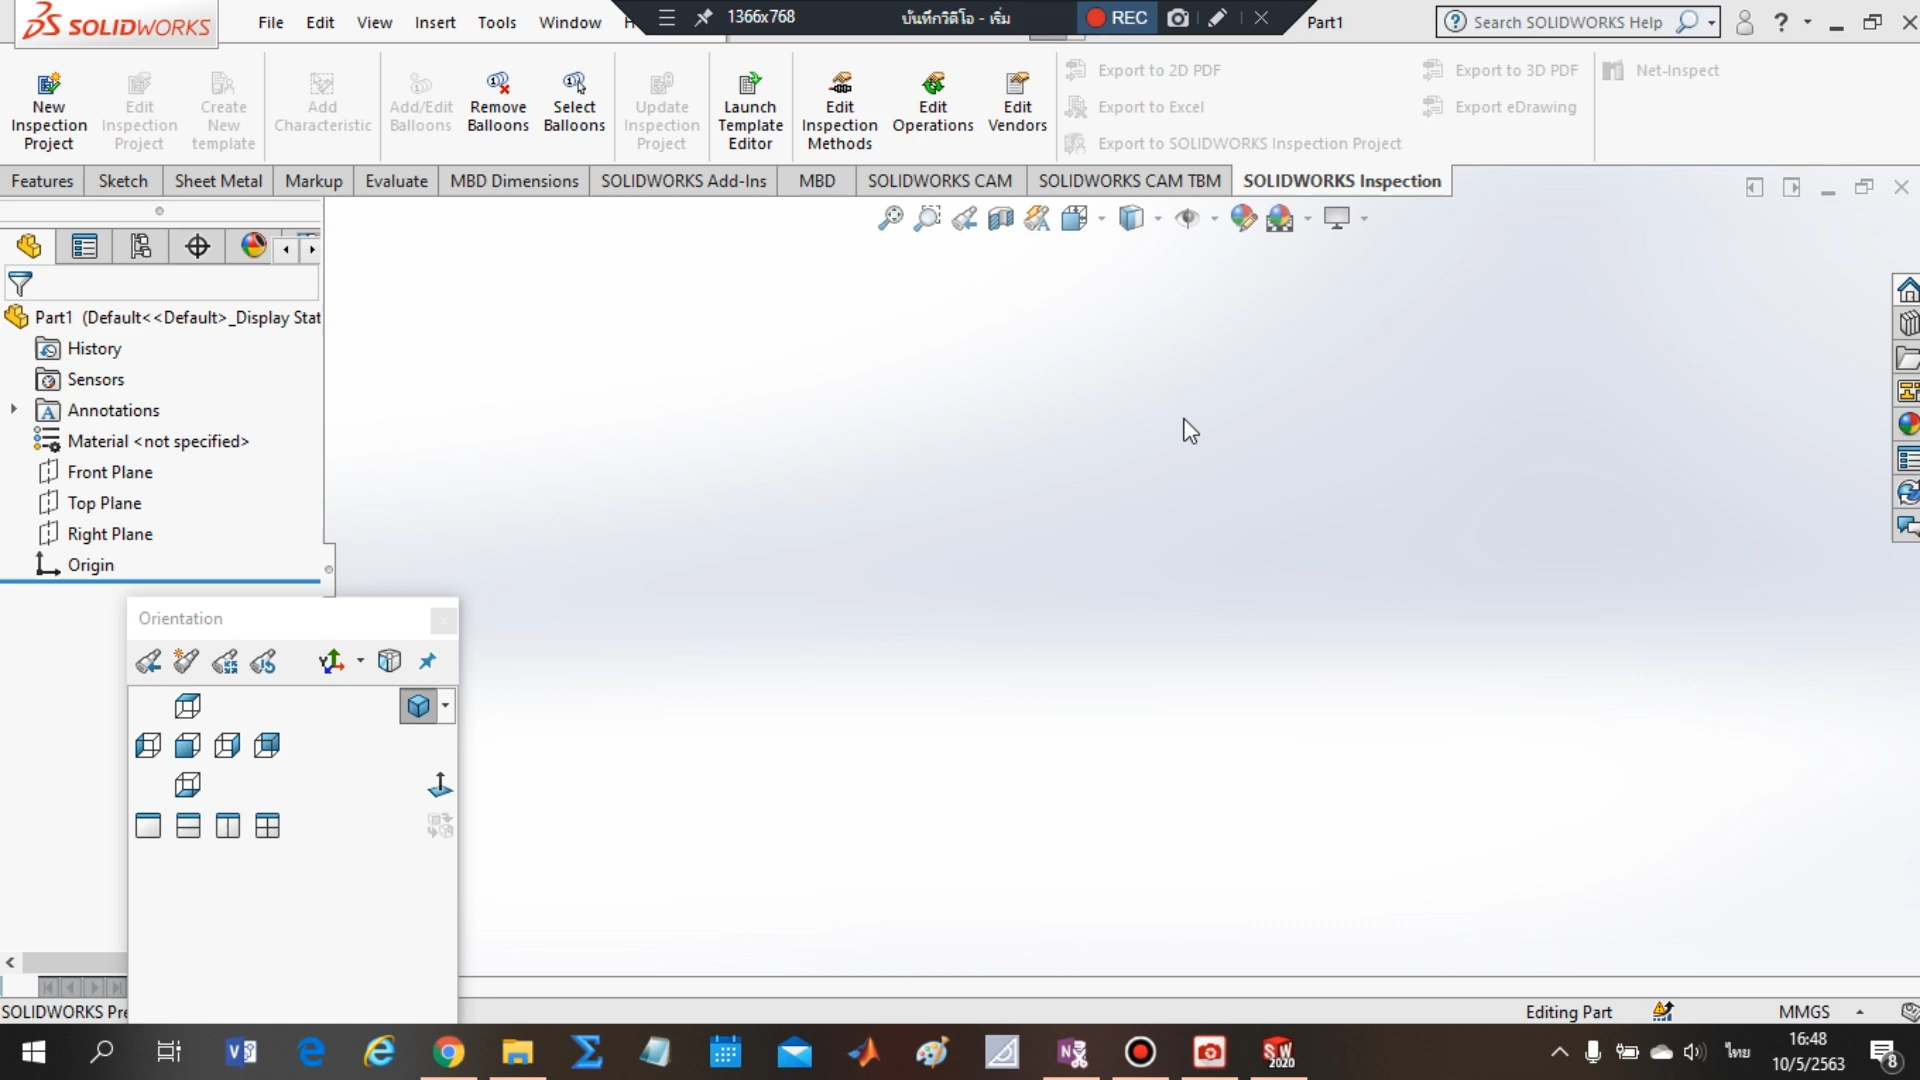 SOLIDWORKS
File Edit View Insert Tools Window
1366x768
บันทึกวิดีโอ - เริ่ม
REC
Part1
Search SOLIDWORKS Help
?
New Inspection Project
Edit Inspection Project
Create New template
Add Characteristic
Add/Edit Balloons
Remove Balloons
Select Balloons
Update Inspection Project
Launch Template Editor
Edit Inspection Methods
Edit Operations
Edit Vendors
Export to 2D PDF
Export to Excel
Export to SOLIDWORKS Inspection Project
Export to 3D PDF
Export eDrawing
Net-Inspect
Features Sketch Sheet Metal Markup Evaluate MBD Dimensions SOLIDWORKS Add-Ins MBD SOLIDWORKS CAM SOLIDWORKS CAM TBM SOLIDWORKS Inspection
Part1 (Default<<Default>_Display Stat
History
Sensors
Annotations
Material <not specified>
Front Plane
Top Plane
Right Plane
Origin
Orientation
SOLIDWORKS Pre
Editing Part
MMGS
ไทย
16:48
10/5/2563
8
SW 2020